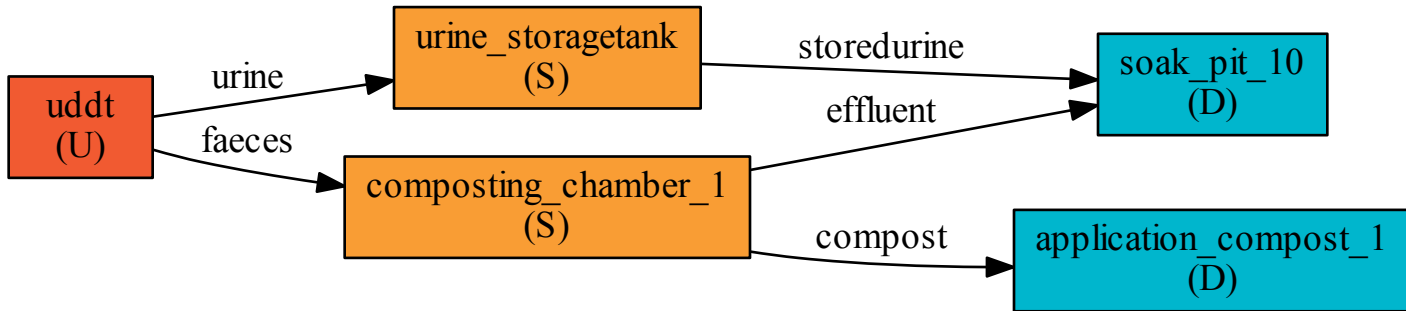 uddt
(U)
urine
faeces
urine_storagetank
(S)
composting_chamber_1
(S)
storedurine
effluent
compost
soak_pit_10
(D)
application_compost_1
(D)